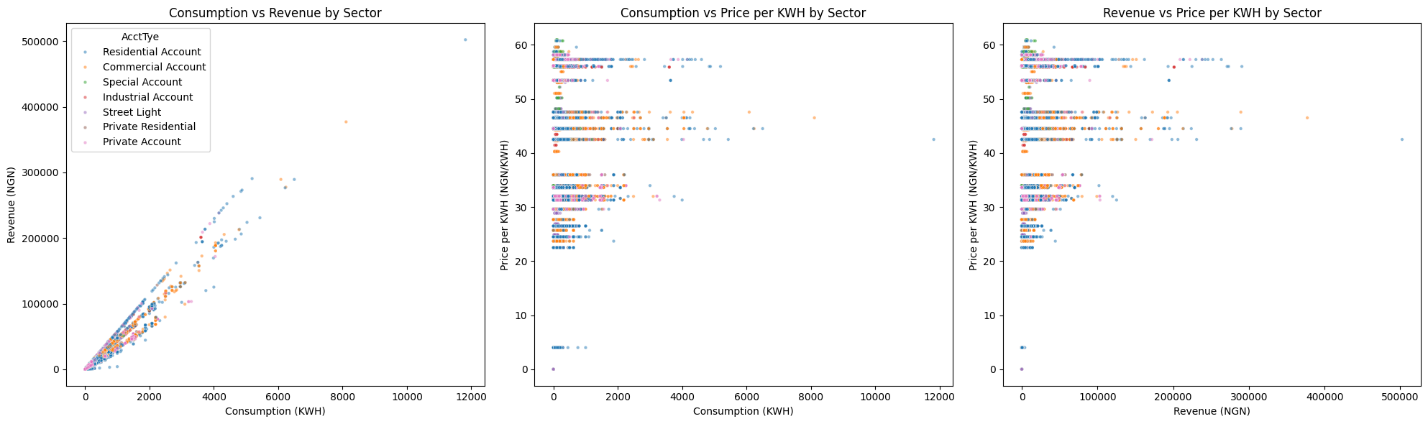 Consumption vs Revenue by Sector
Revenue (NGN)
500000
400000
300000
200000
100000
0
AcctTye
Residential Account
Commercial Account
Special Account
Industrial Account
Street Light
Private Residential
Private Account
0 2000 4000 6000 8000 10000 12000
Consumption (KWH)
Consumption vs Price per KWH by Sector
Price per KWH (NGN/KWH)
60
50
40
30
20
10
0
0 2000 4000 6000 8000 10000 12000
Consumption (KWH)
Revenue vs Price per KWH by Sector
Price per KWH (NGN/KWH)
60
50
40
30
20
10
0
0 100000 200000 300000 400000 500000
Revenue (NGN)